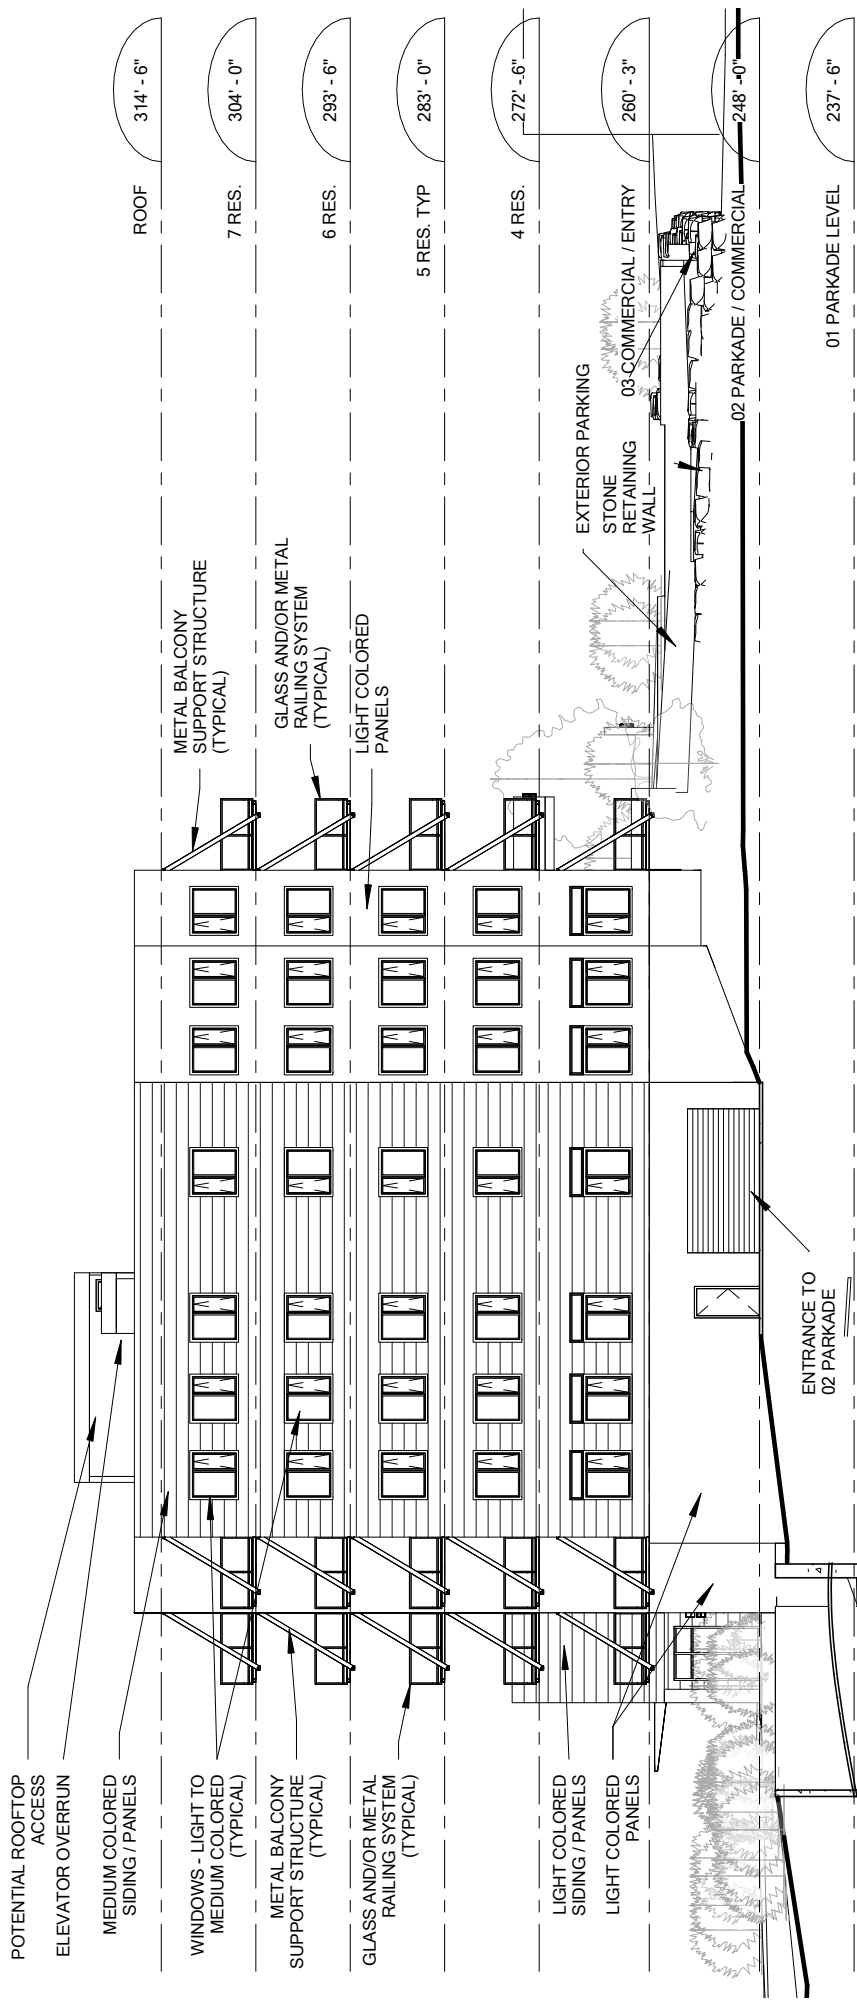 POTENTIAL ROOFTOP
ACCESS
ELEVATOR OVERRUN
MEDIUM COLORED
SIDING / PANELS
WINDOWS - LIGHT TO
MEDIUM COLORED
(TYPICAL)
METAL BALCONY
SUPPORT STRUCTURE
(TYPICAL)
GLASS AND/OR METAL
RAILING SYSTEM
(TYPICAL)
LIGHT COLORED
SIDING / PANELS
LIGHT COLORED
PANELS
ENTRANCE TO
02 PARKADE
METAL BALCONY
SUPPORT STRUCTURE
(TYPICAL)
GLASS AND/OR METAL
RAILING SYSTEM
(TYPICAL)
LIGHT COLORED
PANELS
EXTERIOR PARKING
STONE
RETAINING
WALL
ROOF
314' - 6"
7 RES.
304' - 0"
6 RES.
293' - 6"
5 RES. TYP
283' - 0"
4 RES.
272' - 6"
03 COMMERCIAL / ENTRY
260' - 3"
02 PARKADE / COMMERCIAL
248' - 0"
01 PARKADE LEVEL
237' - 6"